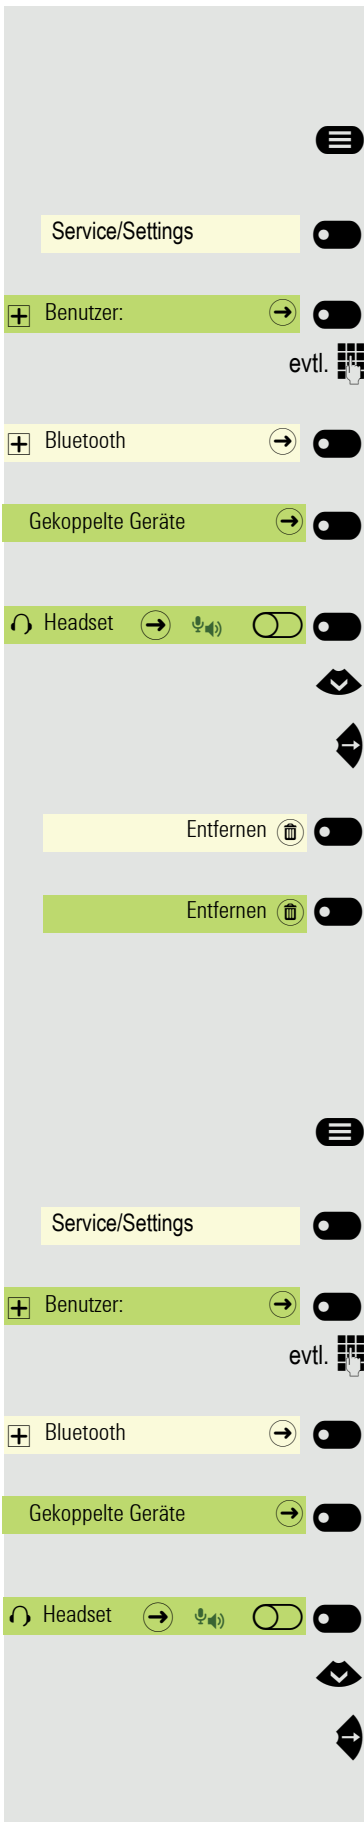 Service/Settings
Benutzer:
evtl.
Bluetooth
Gekoppelte Geräte
Headset
Entfernen
Entfernen
Service/Settings
Benutzer:
evtl.
Bluetooth
Gekoppelte Geräte
Headset